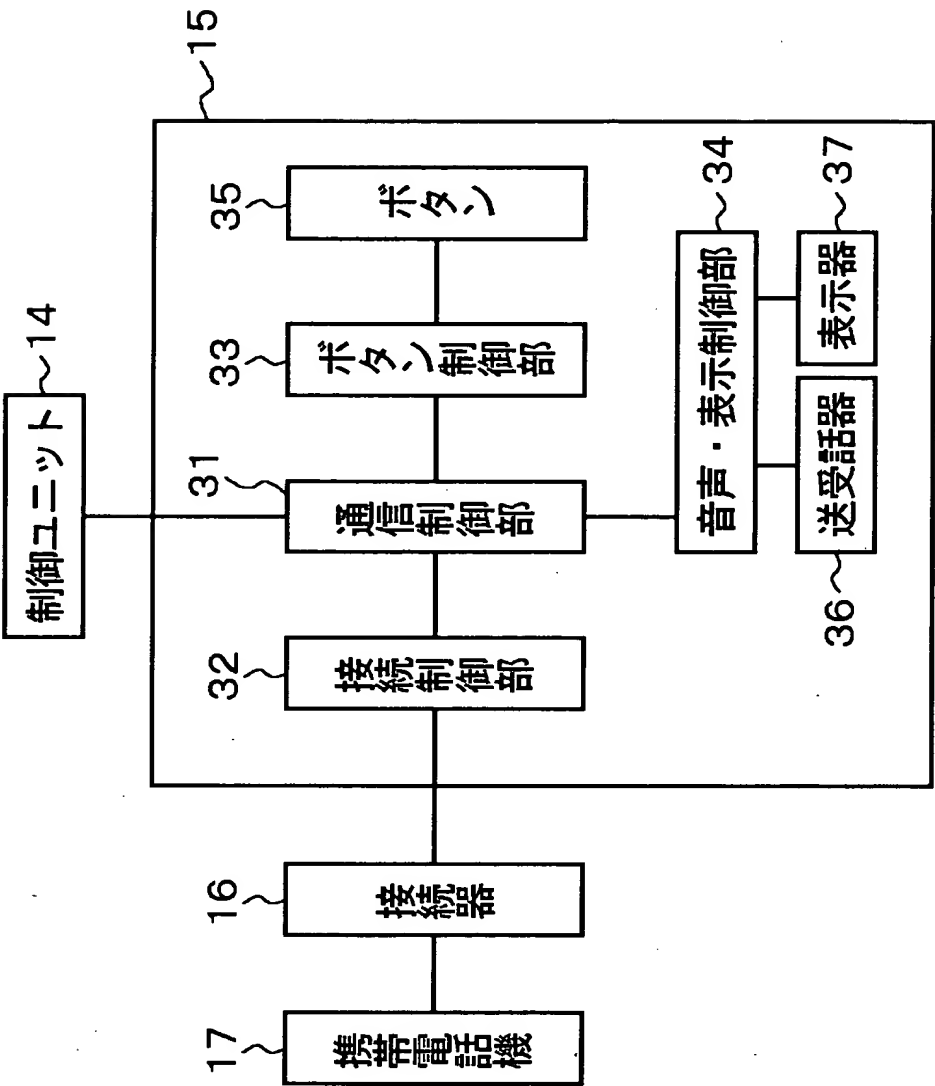 制御ユニット
14
15
携帯電話機
17
接続器
16
接続制御部
32
通信制御部
31
ボタン制御部
33
ボタン
35
音声・表示制御部
34
送受話器
36
表示器
37